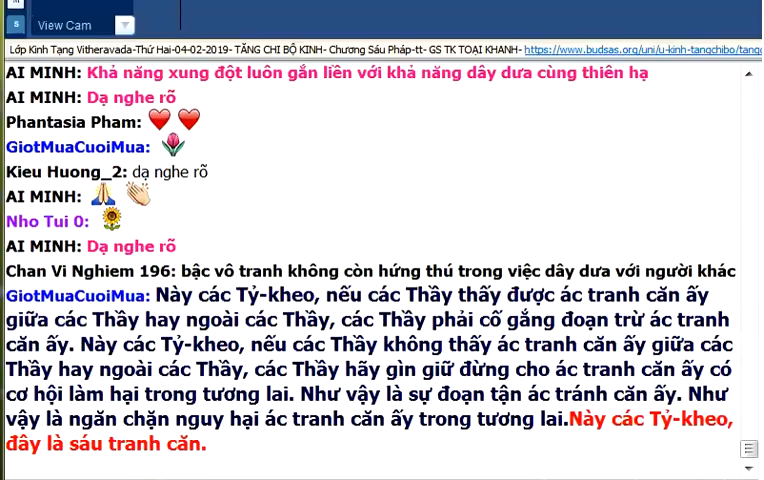 S View Cam
Lớp Kinh Tạng Vitheravada-Thứ Hai-04-02-2019- TĂNG CHI BỘ KINH- Chương Sáu Pháp-tt- GS TK TOẠI KHANH- https://www.budsas.org/uni/u-kinh-tangchibo/tangc
AI MINH: Khả năng xung đột luôn gắn liền với khả năng dây dưa cùng thiên hạ
AI MINH: Dạ nghe rõ
Phantasia Pham:
GiotMuaCuoiMua:
Kieu Huong_2: dạ nghe rõ
AI MINH:
Nho Tui 0:
AI MINH: Dạ nghe rõ
Chan Vi Nghiem 196: bậc vô tranh không còn hứng thú trong việc dây dưa với người khác
GiotMuaCuoiMua: Này các Tỷ-kheo, nếu các Thầy thấy được ác tranh căn ấy
giữa các Thầy hay ngoài các Thầy, các Thầy phải cố gắng đoạn trừ ác tranh
căn ấy. Này các Tỷ-kheo, nếu các Thầy không thấy ác tranh căn ấy giữa các
Thầy hay ngoài các Thầy, các Thầy hãy gìn giữ đừng cho ác tranh căn ấy có
cơ hội làm hại trong tương lai. Như vậy là sự đoạn tận ác tránh căn ấy. Như
vậy là ngăn chặn nguy hại ác tranh căn ấy trong tương lai.Này các Tỷ-kheo,
đây là sáu tranh căn.